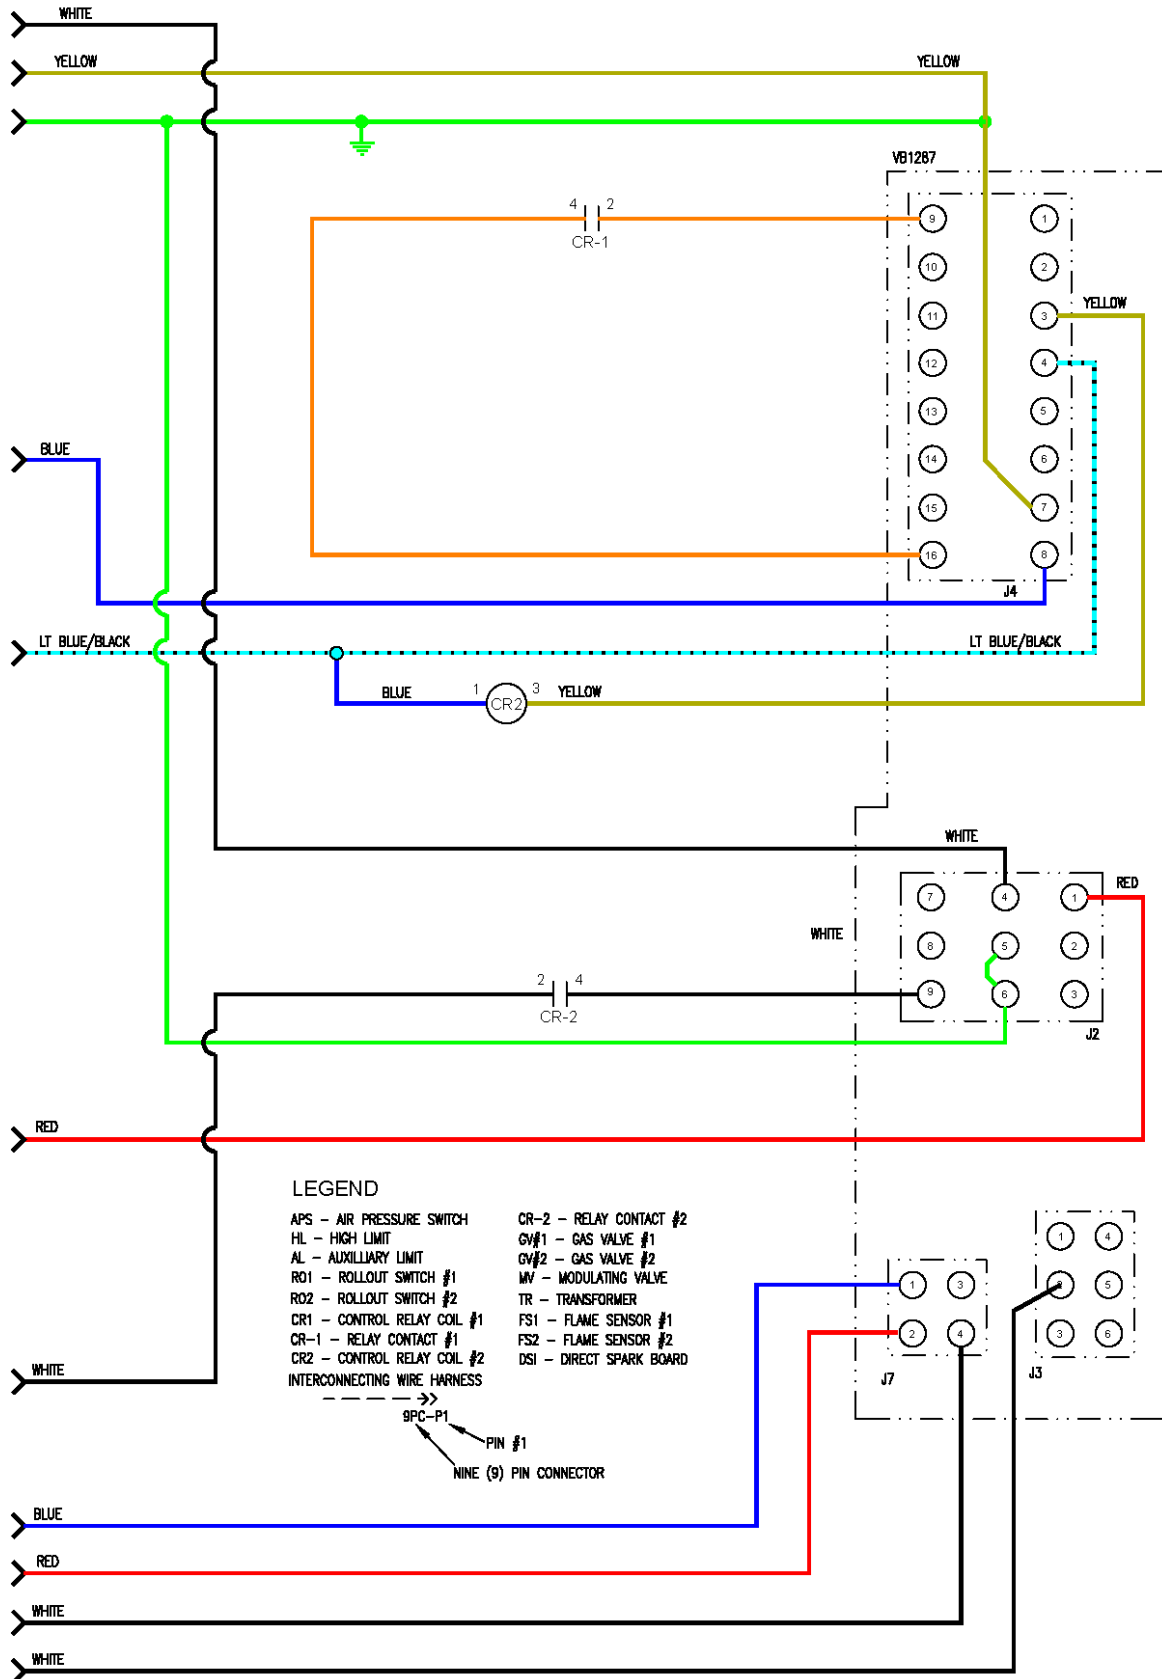 WHITE
YELLOW
YELLOW
VB1287
4 2
CR-1
9 1
10 2
11 3
YELLOW
12 4
13 5
14 6
15 7
16 8
J4
BLUE
LT BLUE/BLACK
LT BLUE/BLACK
BLUE
1 CR2 3
YELLOW
WHITE
RED
7 4 1
WHITE
8 5 2
9 6 3
J2
2 4
CR-2
RED
LEGEND
APS - AIR PRESSURE SWITCH
HL - HIGH LIMIT
AL - AUXILLIARY LIMIT
RO1 - ROLLOUT SWITCH #1
RO2 - ROLLOUT SWITCH #2
CR1 - CONTROL RELAY COIL #1
CR-1 - RELAY CONTACT #1
CR2 - CONTROL RELAY COIL #2
CR-2 - RELAY CONTACT #2
GV#1 - GAS VALVE #1
GV#2 - GAS VALVE #2
MV - MODULATING VALVE
TR - TRANSFORMER
FS1 - FLAME SENSOR #1
FS2 - FLAME SENSOR #2
DSI - DIRECT SPARK BOARD
INTERCONNECTING WIRE HARNESS
9PC-P1
PIN #1
NINE (9) PIN CONNECTOR
1 4
2 5
3 6
J3
1 3
2 4
J7
WHITE
BLUE
RED
WHITE
WHITE